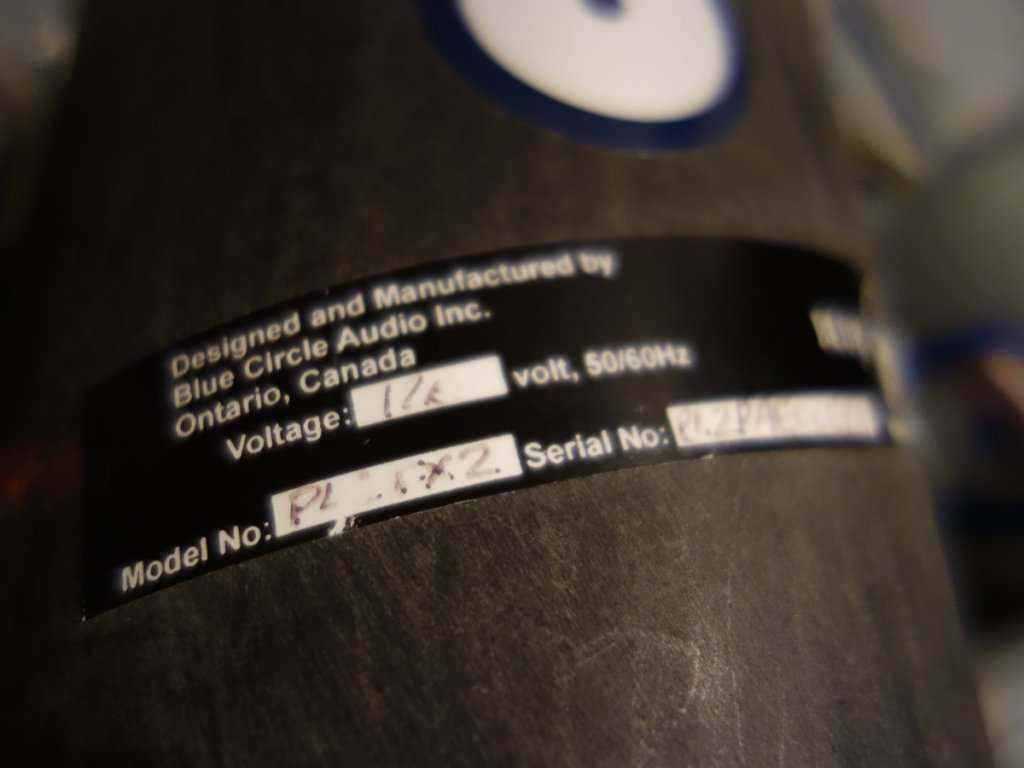 Designed and Manufactured by
Blue Circle Audio Inc.
Ontario, Canada
Voltage: volt, 50/60Hz
Model No: Serial No: